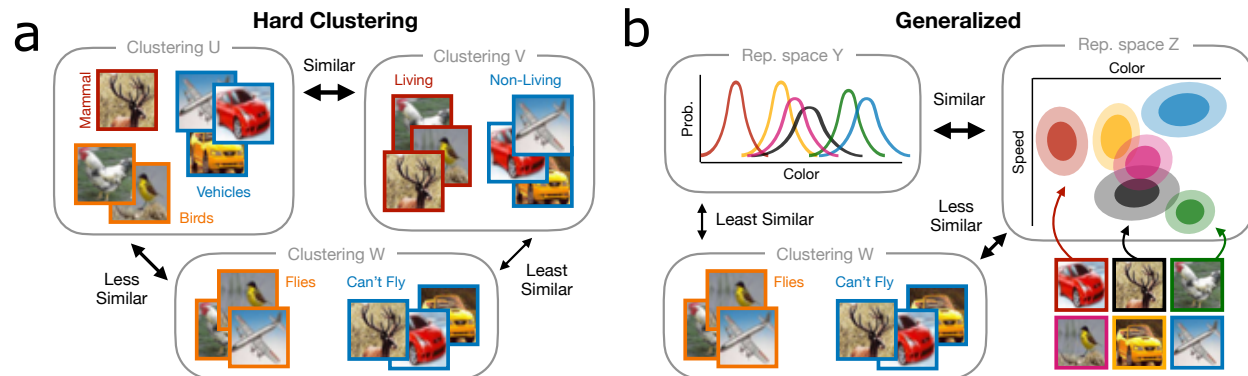 a
Hard Clustering
Clustering U
Mammal
Vehicles
Birds
Similar
Clustering V
Living
Non-Living
Less
Similar
Least
Similar
Clustering W
Flies
Can't Fly
b
Generalized
Rep. space Y
Prob.
Color
Similar
Rep. space Z
Color
Speed
Least Similar
Less
Similar
Clustering W
Flies
Can't Fly